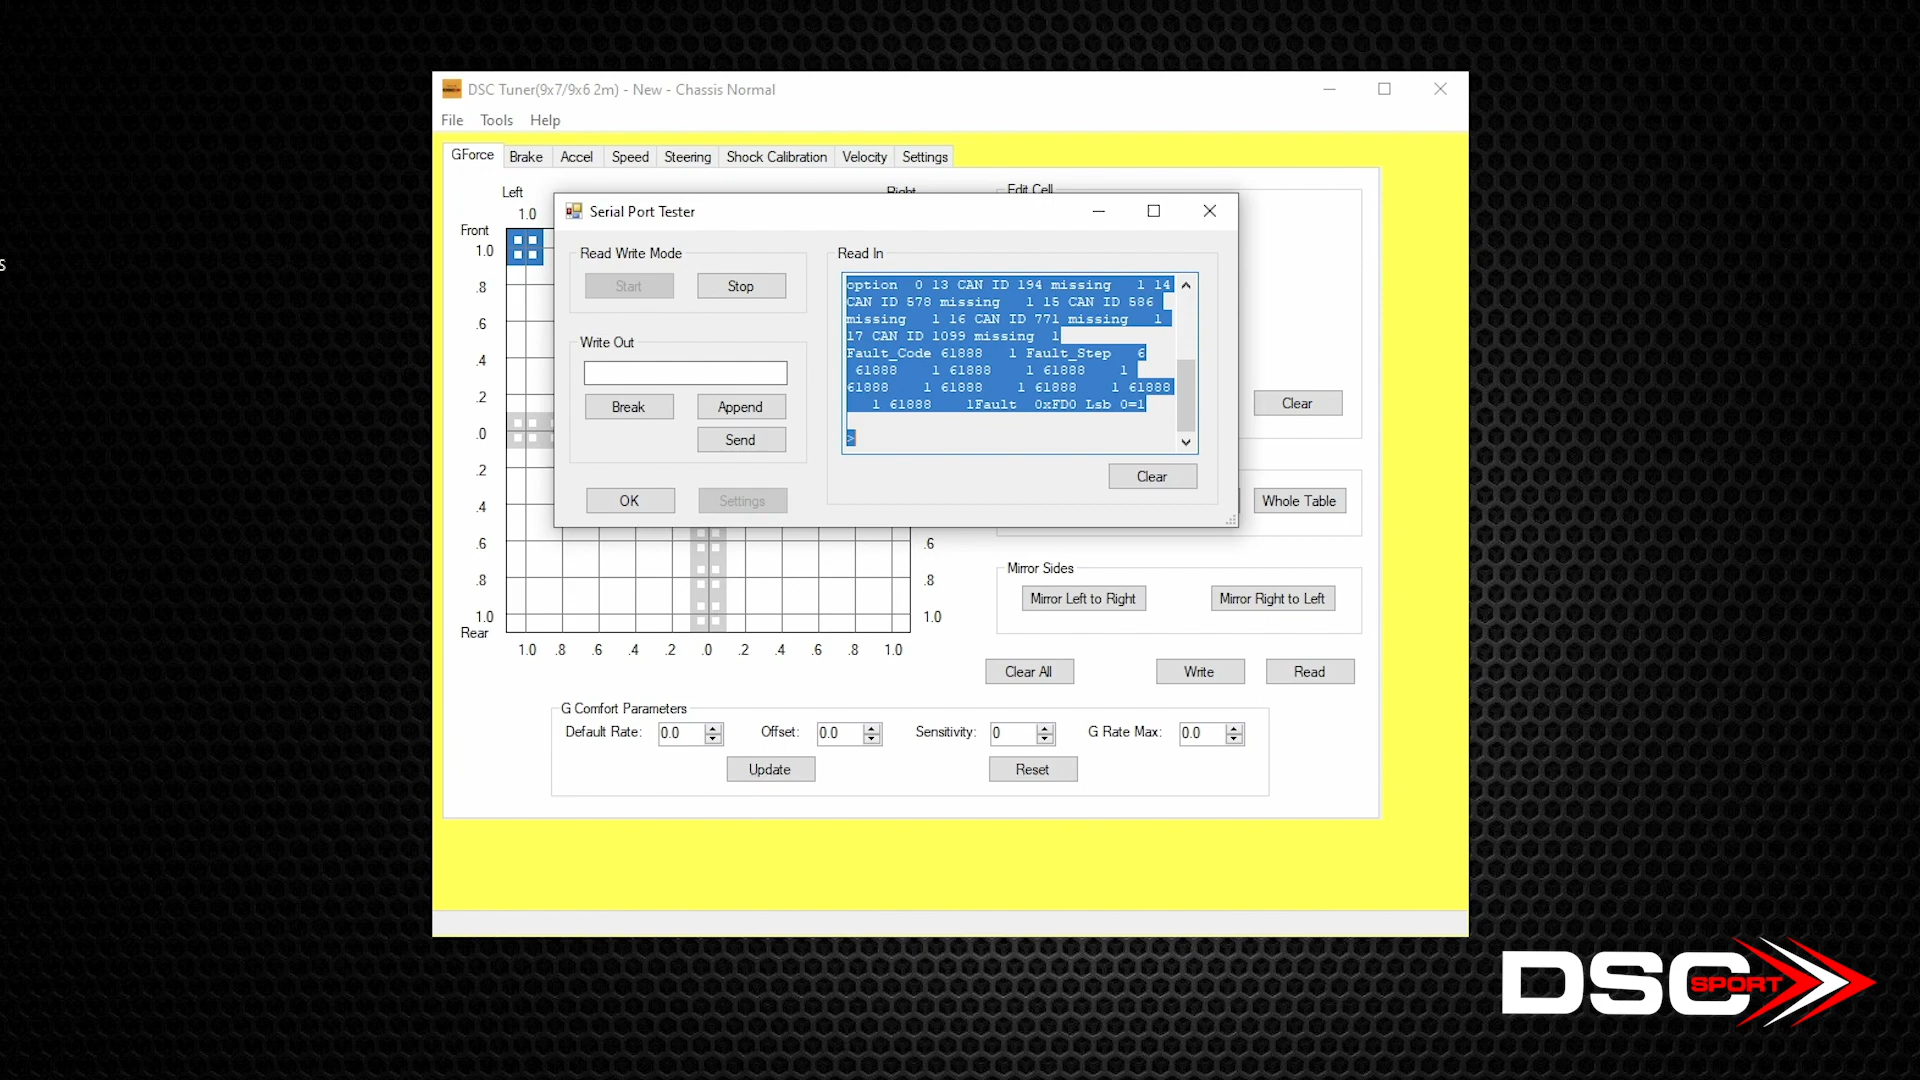 DSC Tuner(9x7/9x6 2m) - New - Chassis Normal
File Tools Help
GForce Brake Accel Speed Steering Shock Calibration Velocity Settings
Left
Right
Edit Cell
1.0
Front
1.0
.8
.6
.4
.2
.0
.2
.4
.6
.8
1.0
Rear
.6
.8
1.0
1.0 .8 .6 .4 .2 .0 .2 .4 .6 .8 1.0
s
Serial Port Tester
Read Write Mode
Start Stop
Write Out
Break Append
Send
OK Settings
Read In
option 0 13 CAN ID 194 missing 1 14
CAN ID 578 missing 1 15 CAN ID 586
missing 1 16 CAN ID 771 missing 1
17 CAN ID 1099 missing 1
Fault_Code 61888 1 Fault_Step 6
61888 1 61888 1 61888 1
61888 1 61888 1 61888 1 61888
1 61888 1Fault 0xFD0 Lsb 0=1
>
Clear
Clear
Whole Table
Mirror Sides
Mirror Left to Right Mirror Right to Left
Clear All Write Read
G Comfort Parameters
Default Rate: 0.0 Offset: 0.0 Sensitivity: 0 G Rate Max: 0.0
Update Reset
DSC SPORT